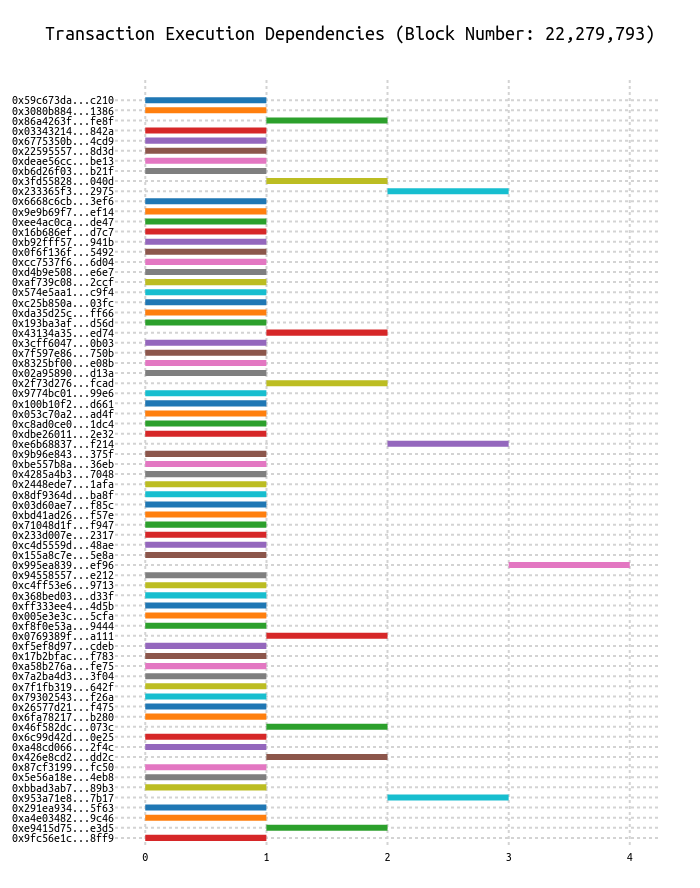 Transaction Execution Dependencies (Block Number: 22,279,793)
0x59c673da...c210
0x3080b884...1386
0x86a4263f...fe8f
0x03343214...842a
0x6775350b...4cd9
0x22595557...8d3d
0xdeae56cc...be13
0xb6d26f03...b21f
0x3fd55828...040d
0x233365f3...2975
0x6668c6cb...3ef6
0x9e9b69f7...ef14
0xee4ac0ca...de47
0x16b686ef...d7c7
0xb92fff57...941b
0x0f6f136f...5492
0xcc7537f6...6d04
0xd4b9e508...e6e7
0xaf739c08...2ccf
0x574e5aa1...c9f4
0xc25b850a...03fc
0xda35d25c...ff66
0x193ba3af...d56d
0x43134a35...ed74
0x3cff6047...0b03
0x7f597e86...750b
0x8325bf00...e08b
0x02a95890...d13a
0x2f73d276...fcad
0x9774bc01...99e6
0x100b10f2...d661
0x053c70a2...ad4f
0xc8ad0ce0...1dc4
0xdbe26011...2e32
0xe6b68837...f214
0x9b96e843...375f
0xbe557b8a...36eb
0x4285a4b3...7048
0x2448ede7...1afa
0x8df9364d...ba8f
0x03d60ae7...f85c
0xbd41ad26...f57e
0x71048d1f...f947
0x233d007e...2317
0xc4d5559d...48ae
0x155a8c7e...5e8a
0x995ea839...ef96
0x94558557...e212
0xc4ff53e6...9713
0x368bed03...d33f
0xff333ee4...4d5b
0x005e3e3c...5cfa
0xf8f0e53a...9444
0x0769389f...a111
0xf5ef8d97...cdeb
0x17b2bfac...f783
0xa58b276a...fe75
0x7a2ba4d3...3f04
0x7f1fb319...642f
0x79302543...f26a
0x26577d21...f475
0x6fa78217...b280
0x46f582dc...073c
0x6c99d42d...0e25
0xa48cd066...2f4c
0x426e8cd2...dd2c
0x87cf3199...fc50
0x5e56a18e...4eb8
0xbbad3ab7...89b3
0x953a71e8...7b17
0x291ea934...5f63
0xa4e03482...9c46
0xe9415d75...e3d5
0x9fc56e1c...8ff9
0 1 2 3 4